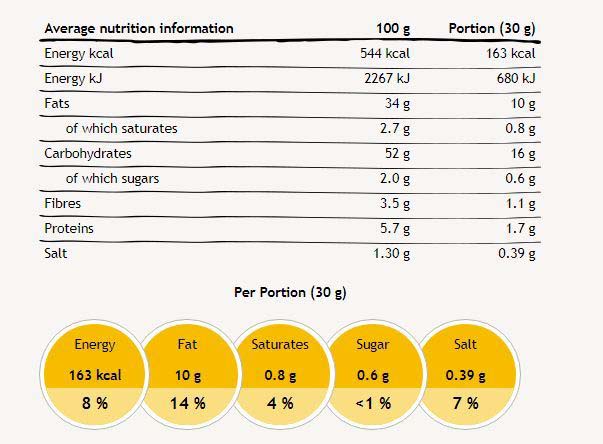 Average nutrition information 100 g Portion (30 g)
Energy kcal 544 kcal 163 kcal
Energy kJ 2267 kJ 680 kJ
Fats 34 g 10 g
of which saturates 2.7 g 0.8 g
Carbohydrates 52 g 16 g
of which sugars 2.0 g 0.6 g
Fibres 3.5 g 1.1 g
Proteins 5.7 g 1.7 g
Salt 1.30 g 0.39 g
Per Portion (30 g)
Energy Fat Saturates Sugar Salt
163 kcal 10 g 0.8 g 0.6 g 0.39 g
8 % 14 % 4 % <1 % 7 %